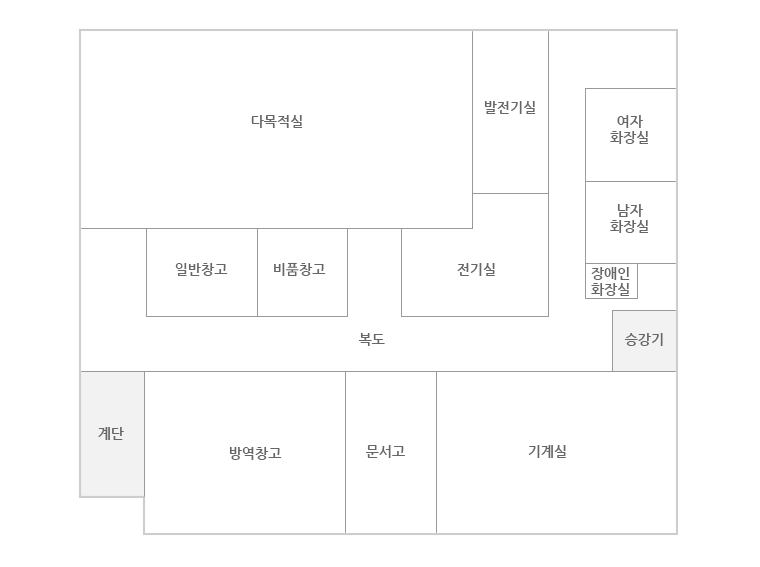 다목적실
발전기실
여자
화장실
남자
화장실
일반창고
비품창고
전기실
장애인
화장실
복도
승강기
계단
방역창고
문서고
기계실